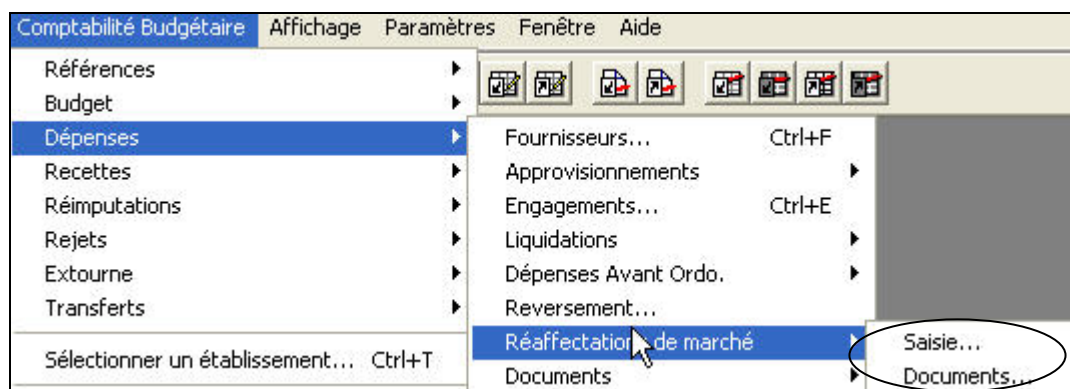 Comptabilité Budgétaire Affichage Paramètres Fenêtre Aide
Références
Budget
Dépenses
Recettes
Réimputations
Rejets
Extourne
Transferts
Sélectionner un établissement... Ctrl+T
Fournisseurs... Ctrl+F
Approvisionnements
Engagements... Ctrl+E
Liquidations
Dépenses Avant Ordo.
Reversement...
Réaffectation de marché
Documents
Saisie...
Documents...